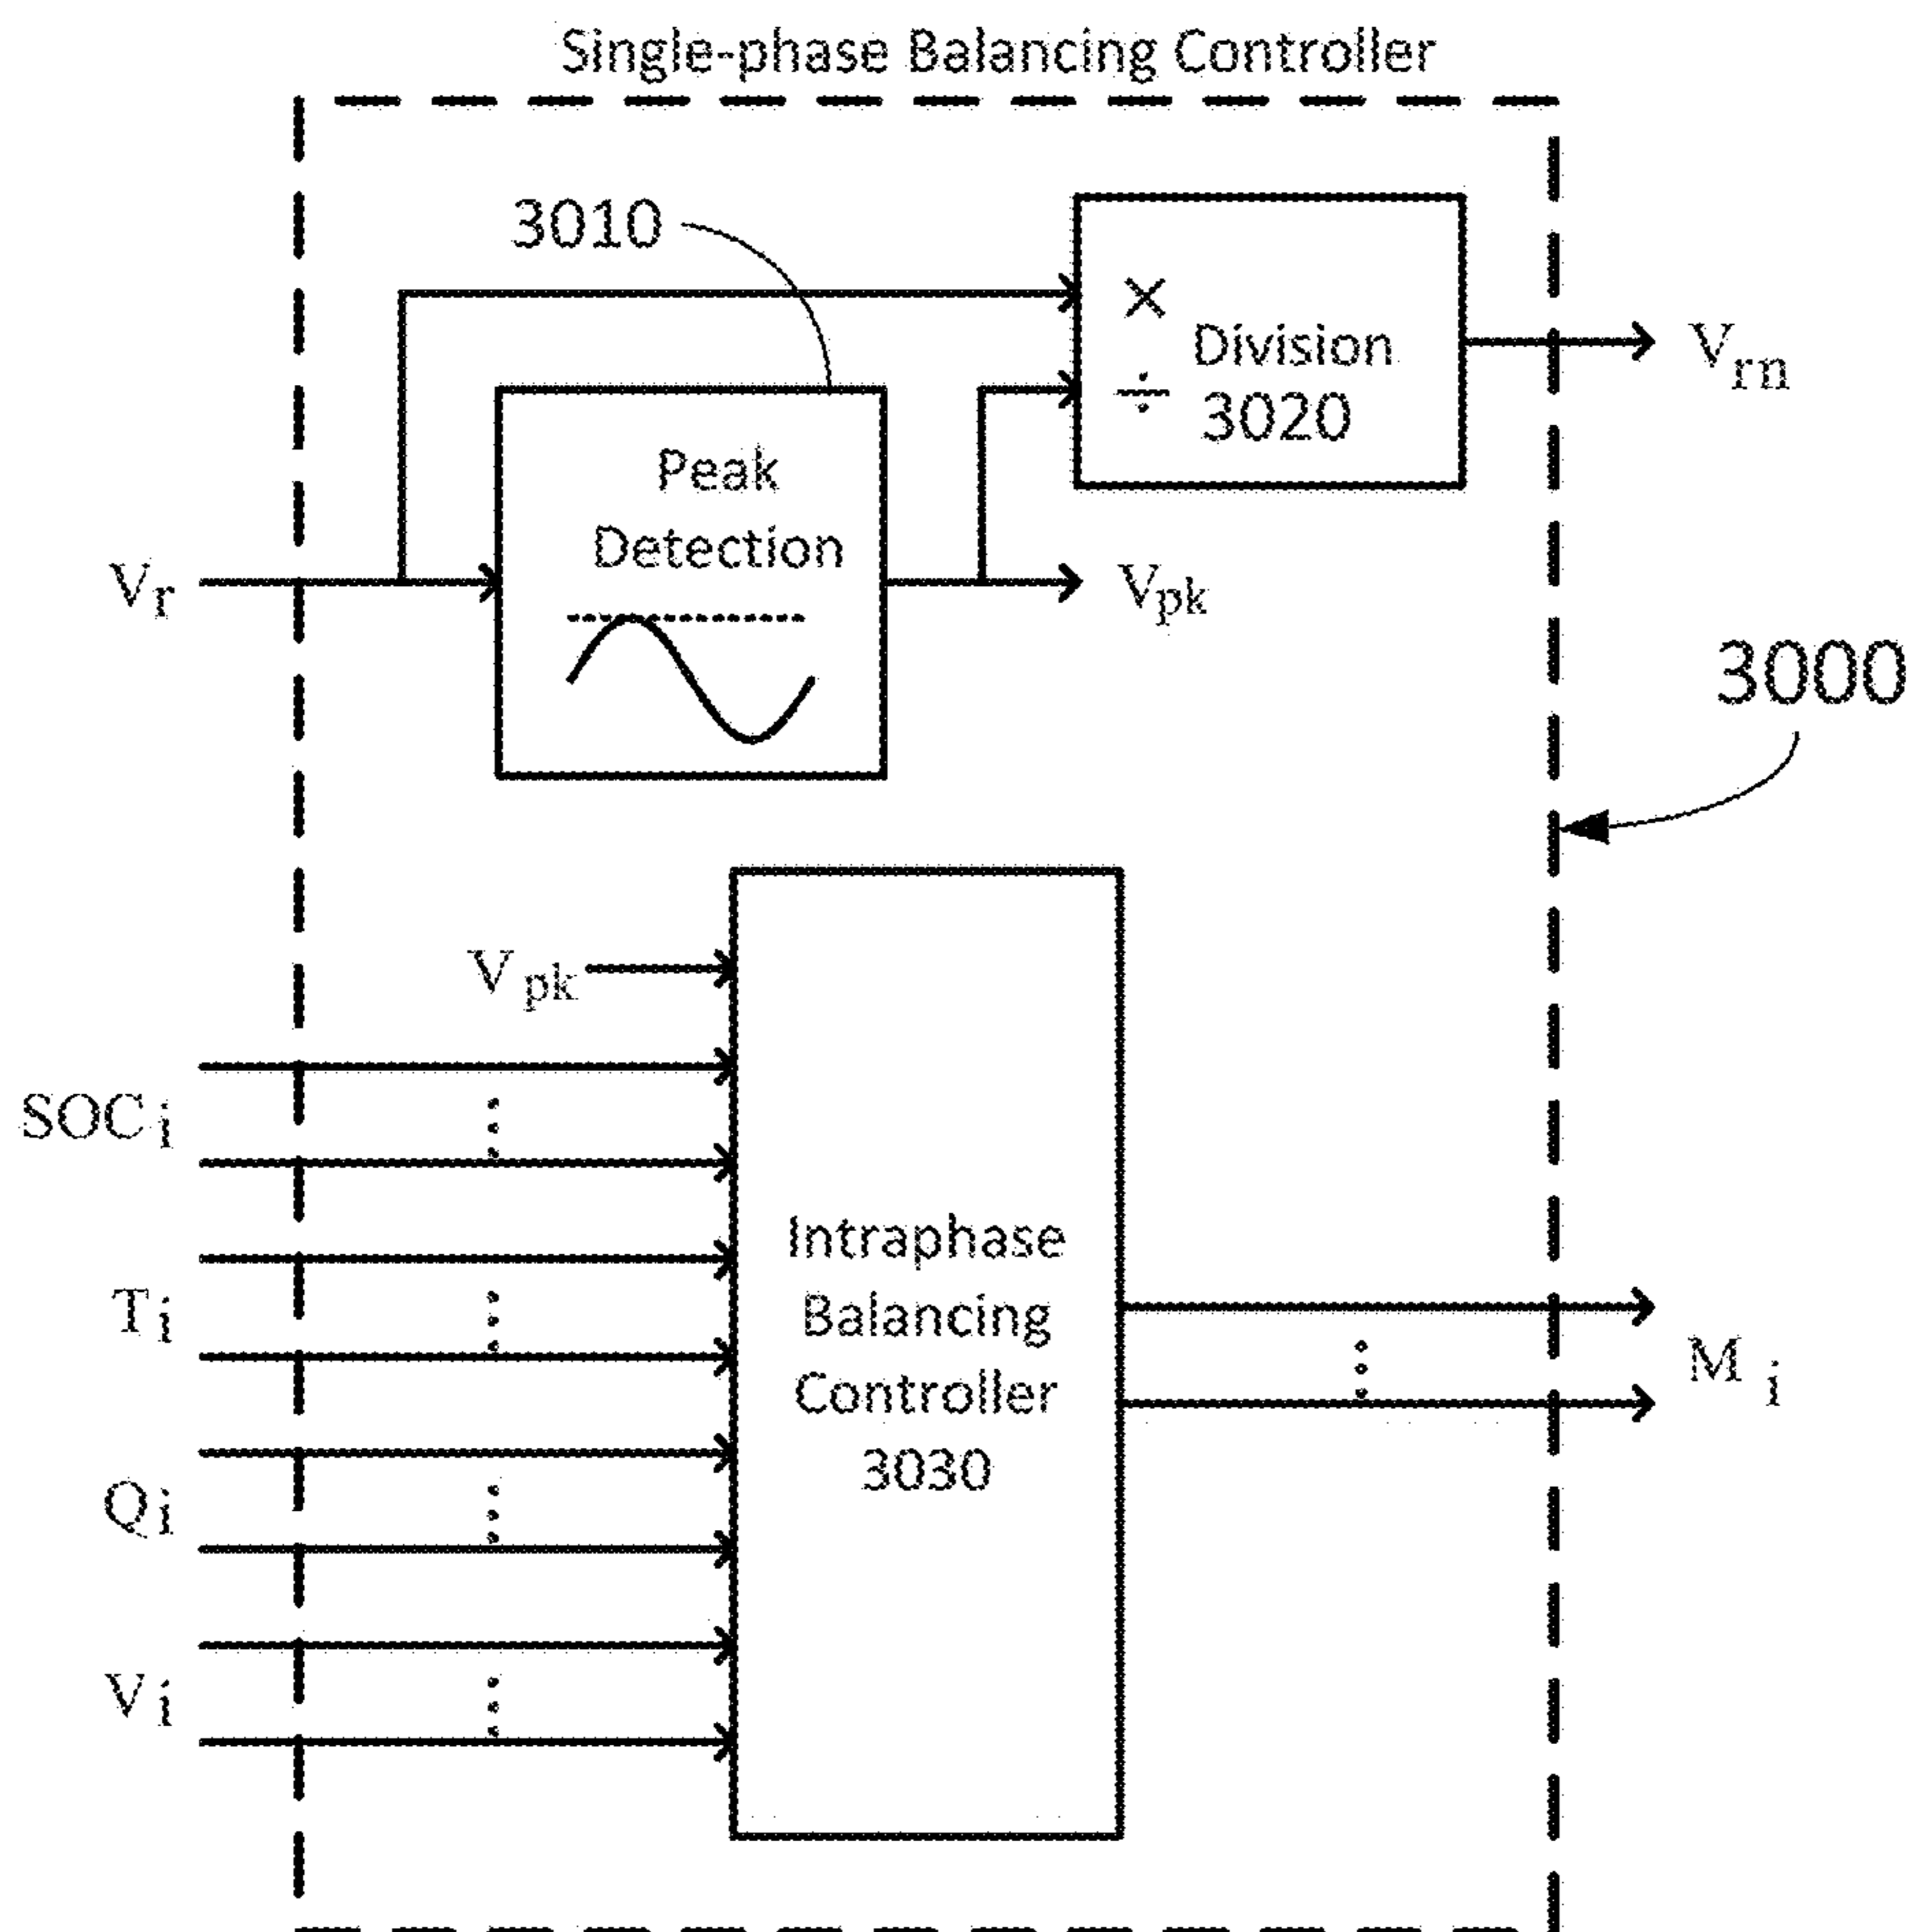 Single-phase Balancing Controller
3010
×
Division
÷
3020
Vrn
Peak
Detection
Vr
Vpk
3000
Vpk
SOCi
Ti
Intraphase
Balancing
Controller
3030
Mi
Qi
Vi